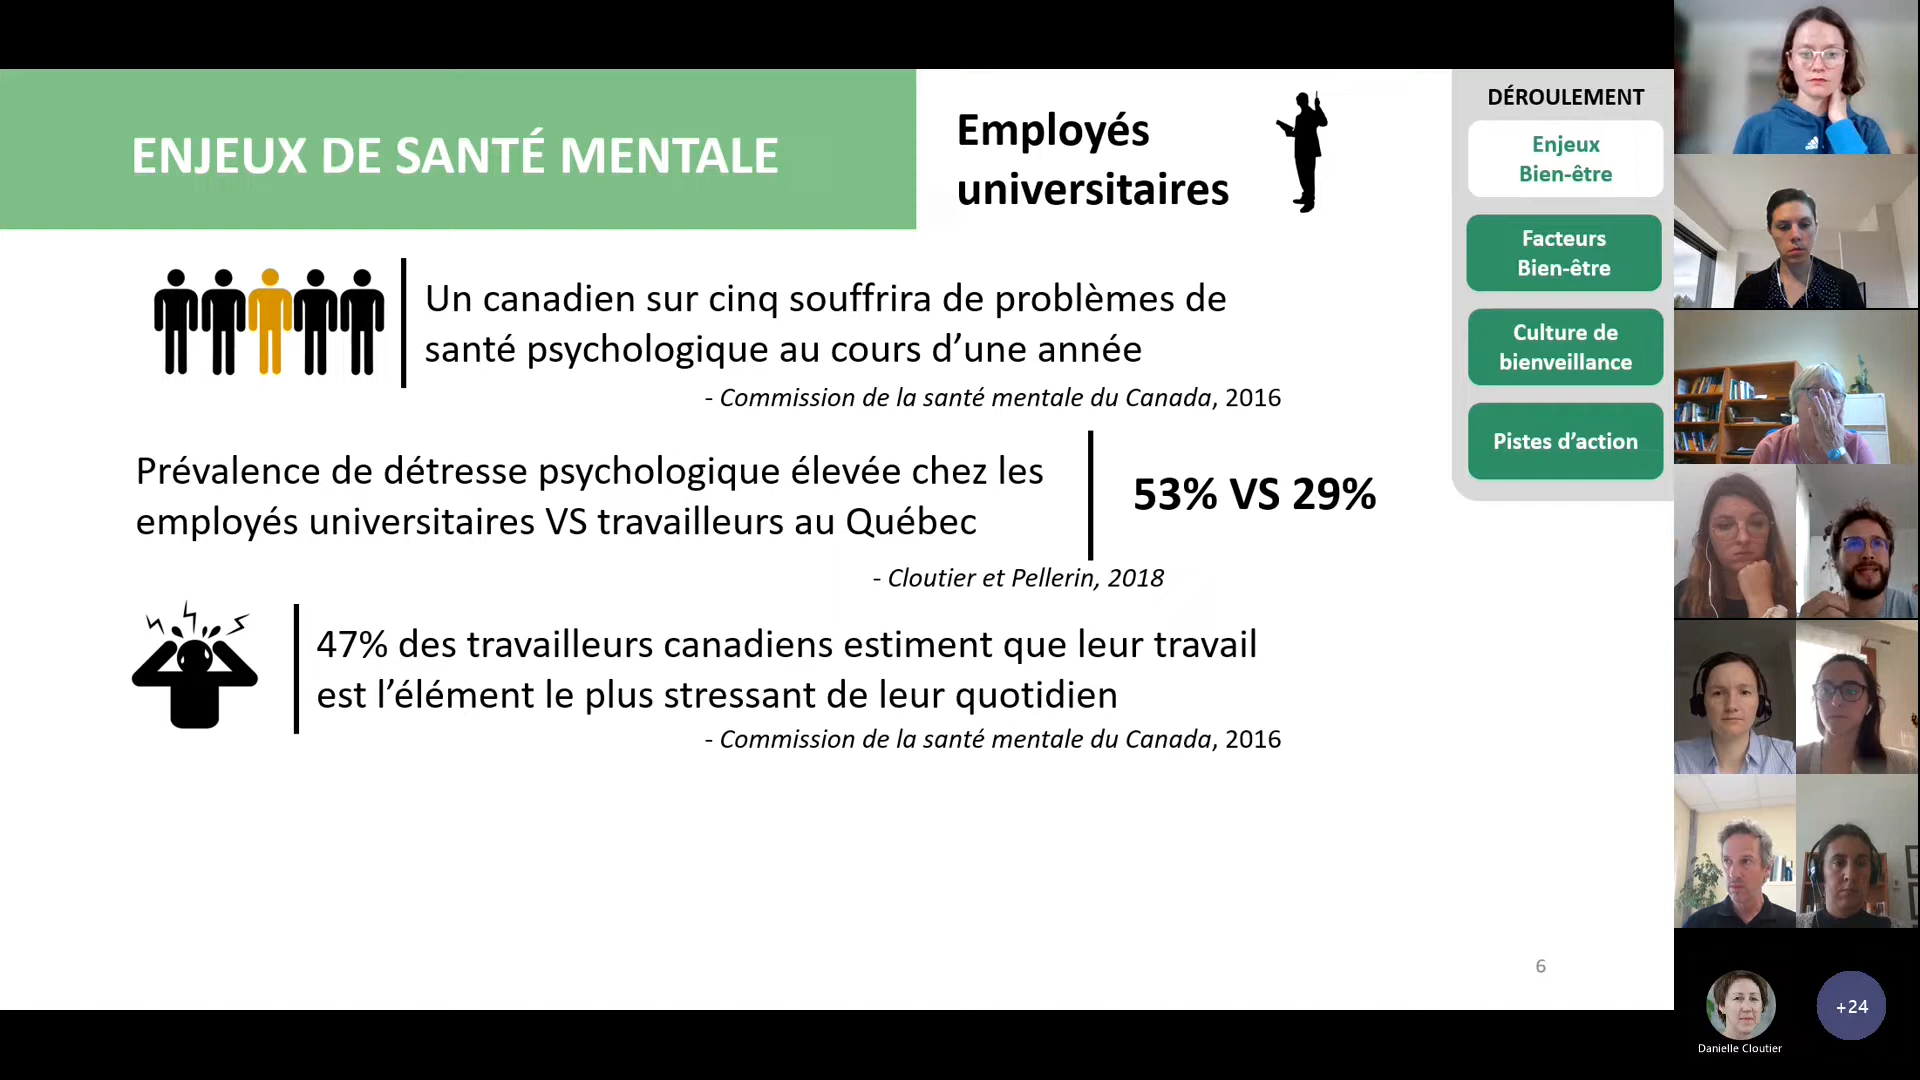 ENJEUX DE SANTÉ MENTALE
Employés
universitaires
Un canadien sur cinq souffrira de problèmes de
santé psychologique au cours d’une année
- Commission de la santé mentale du Canada, 2016
Prévalence de détresse psychologique élevée chez les
employés universitaires VS travailleurs au Québec
53% VS 29%
- Cloutier et Pellerin, 2018
47% des travailleurs canadiens estiment que leur travail
est l’élément le plus stressant de leur quotidien
- Commission de la santé mentale du Canada, 2016
6
DÉROULEMENT
Enjeux
Bien-être
Facteurs
Bien-être
Culture de
bienveillance
Pistes d’action
Danielle Cloutier
+24